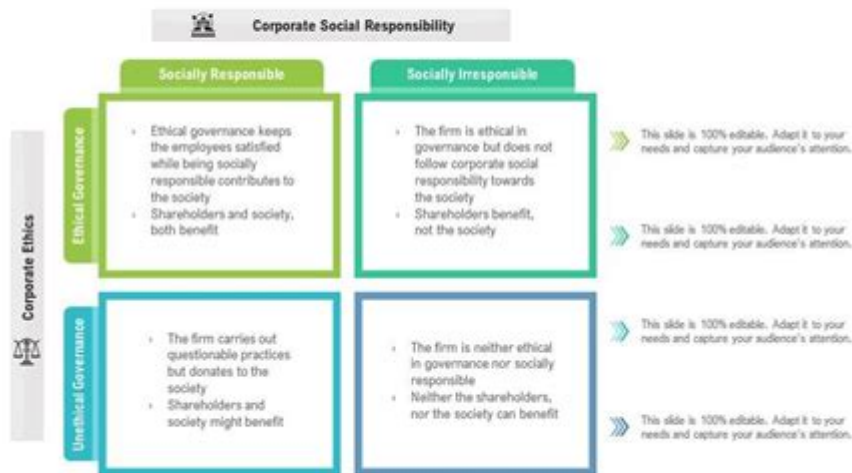 Corporate Social Responsibility
Socially Responsible
Socially Irresponsible
Corporate Ethics
Ethical Governance
Ethical governance keeps
the employees satisfied
while being socially
responsible contributes to
the society
Shareholders and society,
both benefit
The firm is ethical in
governance but does not
follow corporate social
responsibility towards
the society
Shareholders benefit,
not the society
This slide is 100% editable. Adapt it to your
needs and capture your audience's attention.
This slide is 100% editable. Adapt it to your
needs and capture your audience's attention.
Unethical Governance
The firm carries out
questionable practices
but donates to the
society
Shareholders and
society might benefit
The firm is neither ethical
in governance nor socially
responsible
Neither the shareholders,
nor the society can benefit
This slide is 100% editable. Adapt it to your
needs and capture your audience's attention.
This slide is 100% editable. Adapt it to your
needs and capture your audience's attention.